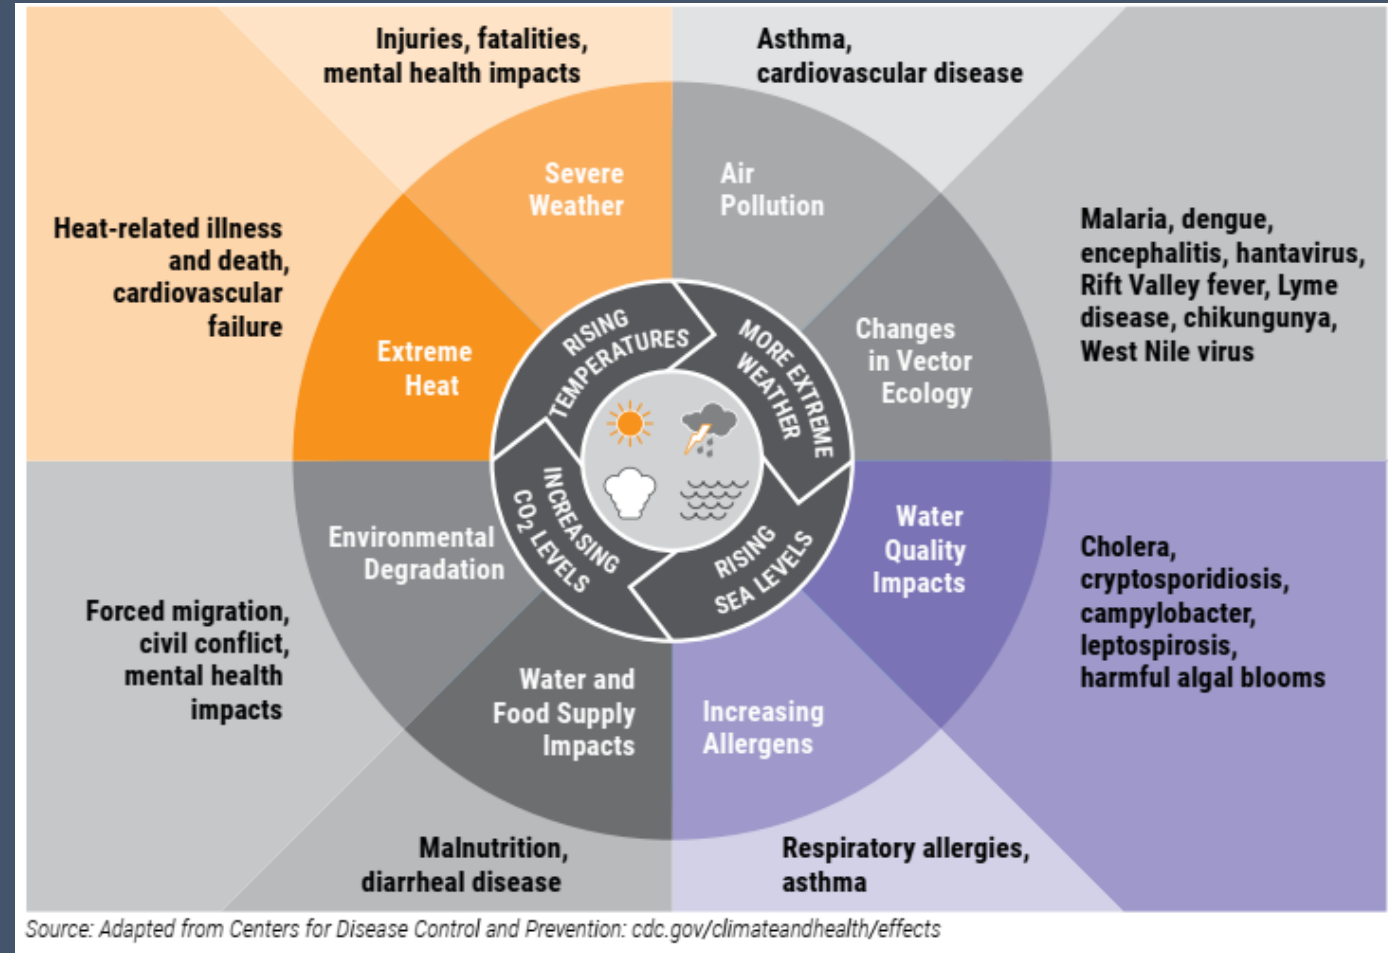 Injuries, fatalities,
mental health impacts
Asthma,
cardiovascular disease
Severe
Weather
Air
Pollution
Heat-related illness
and death,
cardiovascular
failure
Extreme
Heat
Changes
in Vector
Ecology
Malaria, dengue,
encephalitis, hantavirus,
Rift Valley fever, Lyme
disease, chikungunya,
West Nile virus
RISING
TEMPERATURES
MORE EXTREME
WEATHER
INCREASING
CO2 LEVELS
RISING
SEA LEVELS
Environmental
Degradation
Water
Quality
Impacts
Forced migration,
civil conflict,
mental health
impacts
Cholera,
cryptosporidiosis,
campylobacter,
leptospirosis,
harmful algal blooms
Water and
Food Supply
Impacts
Increasing
Allergens
Malnutrition,
diarrheal disease
Respiratory allergies,
asthma
Source: Adapted from Centers for Disease Control and Prevention: cdc.gov/climateandhealth/effects